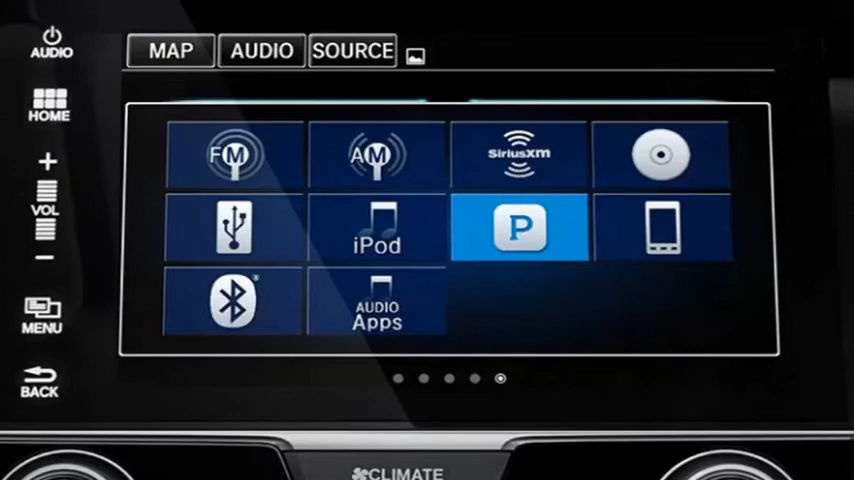 AUDIO
MAP AUDIO SOURCE
HOME
+
VOL
−
FM AM SiriusXM
iPod P
AUDIO
Apps
MENU
BACK
CLIMATE